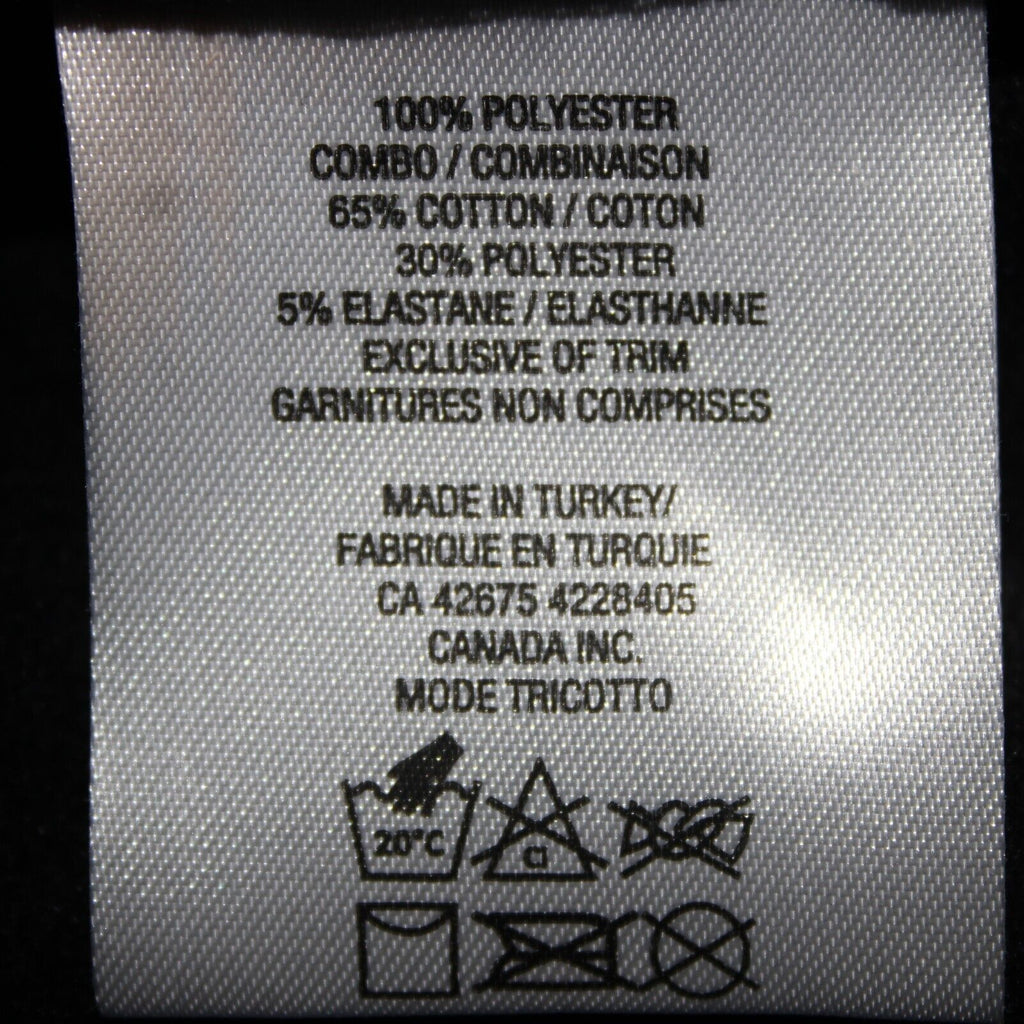 100% POLYESTER
COMBO / COMBINAISON
65% COTTON / COTON
30% POLYESTER
5% ELASTANE / ELASTHANNE
EXCLUSIVE OF TRIM
GARNITURES NON COMPRISES
MADE IN TURKEY/
FABRIQUE EN TURQUIE
CA 42675 4228405
CANADA INC.
MODE TRICOTTO
20°C
Cl